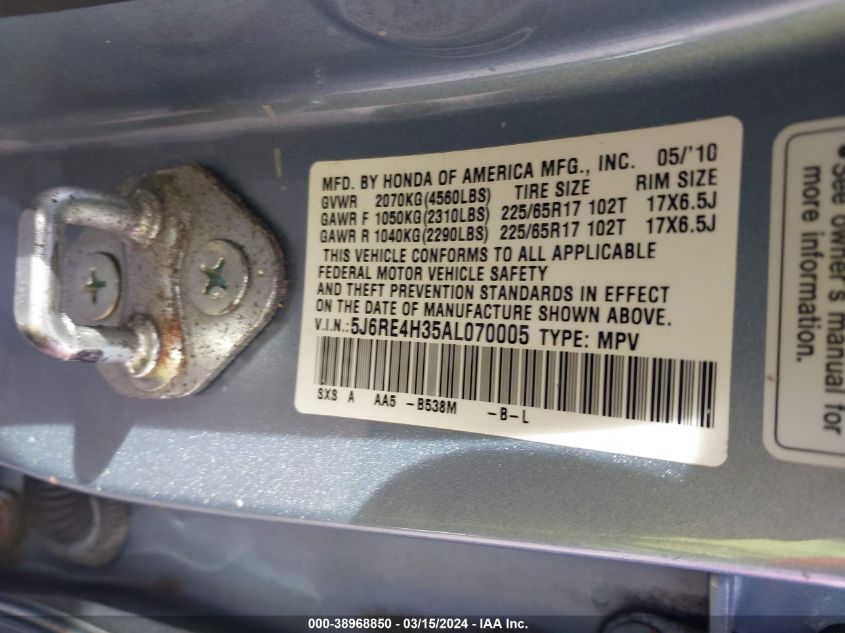 MFD. BY HONDA OF AMERICA MFG., INC. 05/'10
GVWR 2070KG(4560LBS) TIRE SIZE RIM SIZE
GAWR F 1050KG(2310LBS) 225/65R17 102T 17X6.5J
GAWR R 1040KG(2290LBS) 225/65R17 102T 17X6.5J
THIS VEHICLE CONFORMS TO ALL APPLICABLE
FEDERAL MOTOR VEHICLE SAFETY
AND THEFT PREVENTION STANDARDS IN EFFECT
ON THE DATE OF MANUFACTURE SHOWN ABOVE.
V.I.N.: 5J6RE4H35AL070005 TYPE: MPV
SXS A AA5 -B538M -B-L
•See owner's
manual for
more information.
000-38968850 - 03/15/2024 - IAA Inc.